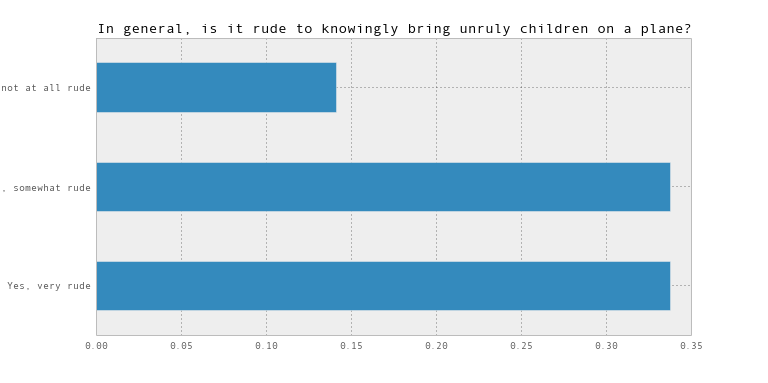 In general, is it rude to knowingly bring unruly children on a plane?
not at all rude
, somewhat rude
Yes, very rude
0.00 0.05 0.10 0.15 0.20 0.25 0.30 0.35